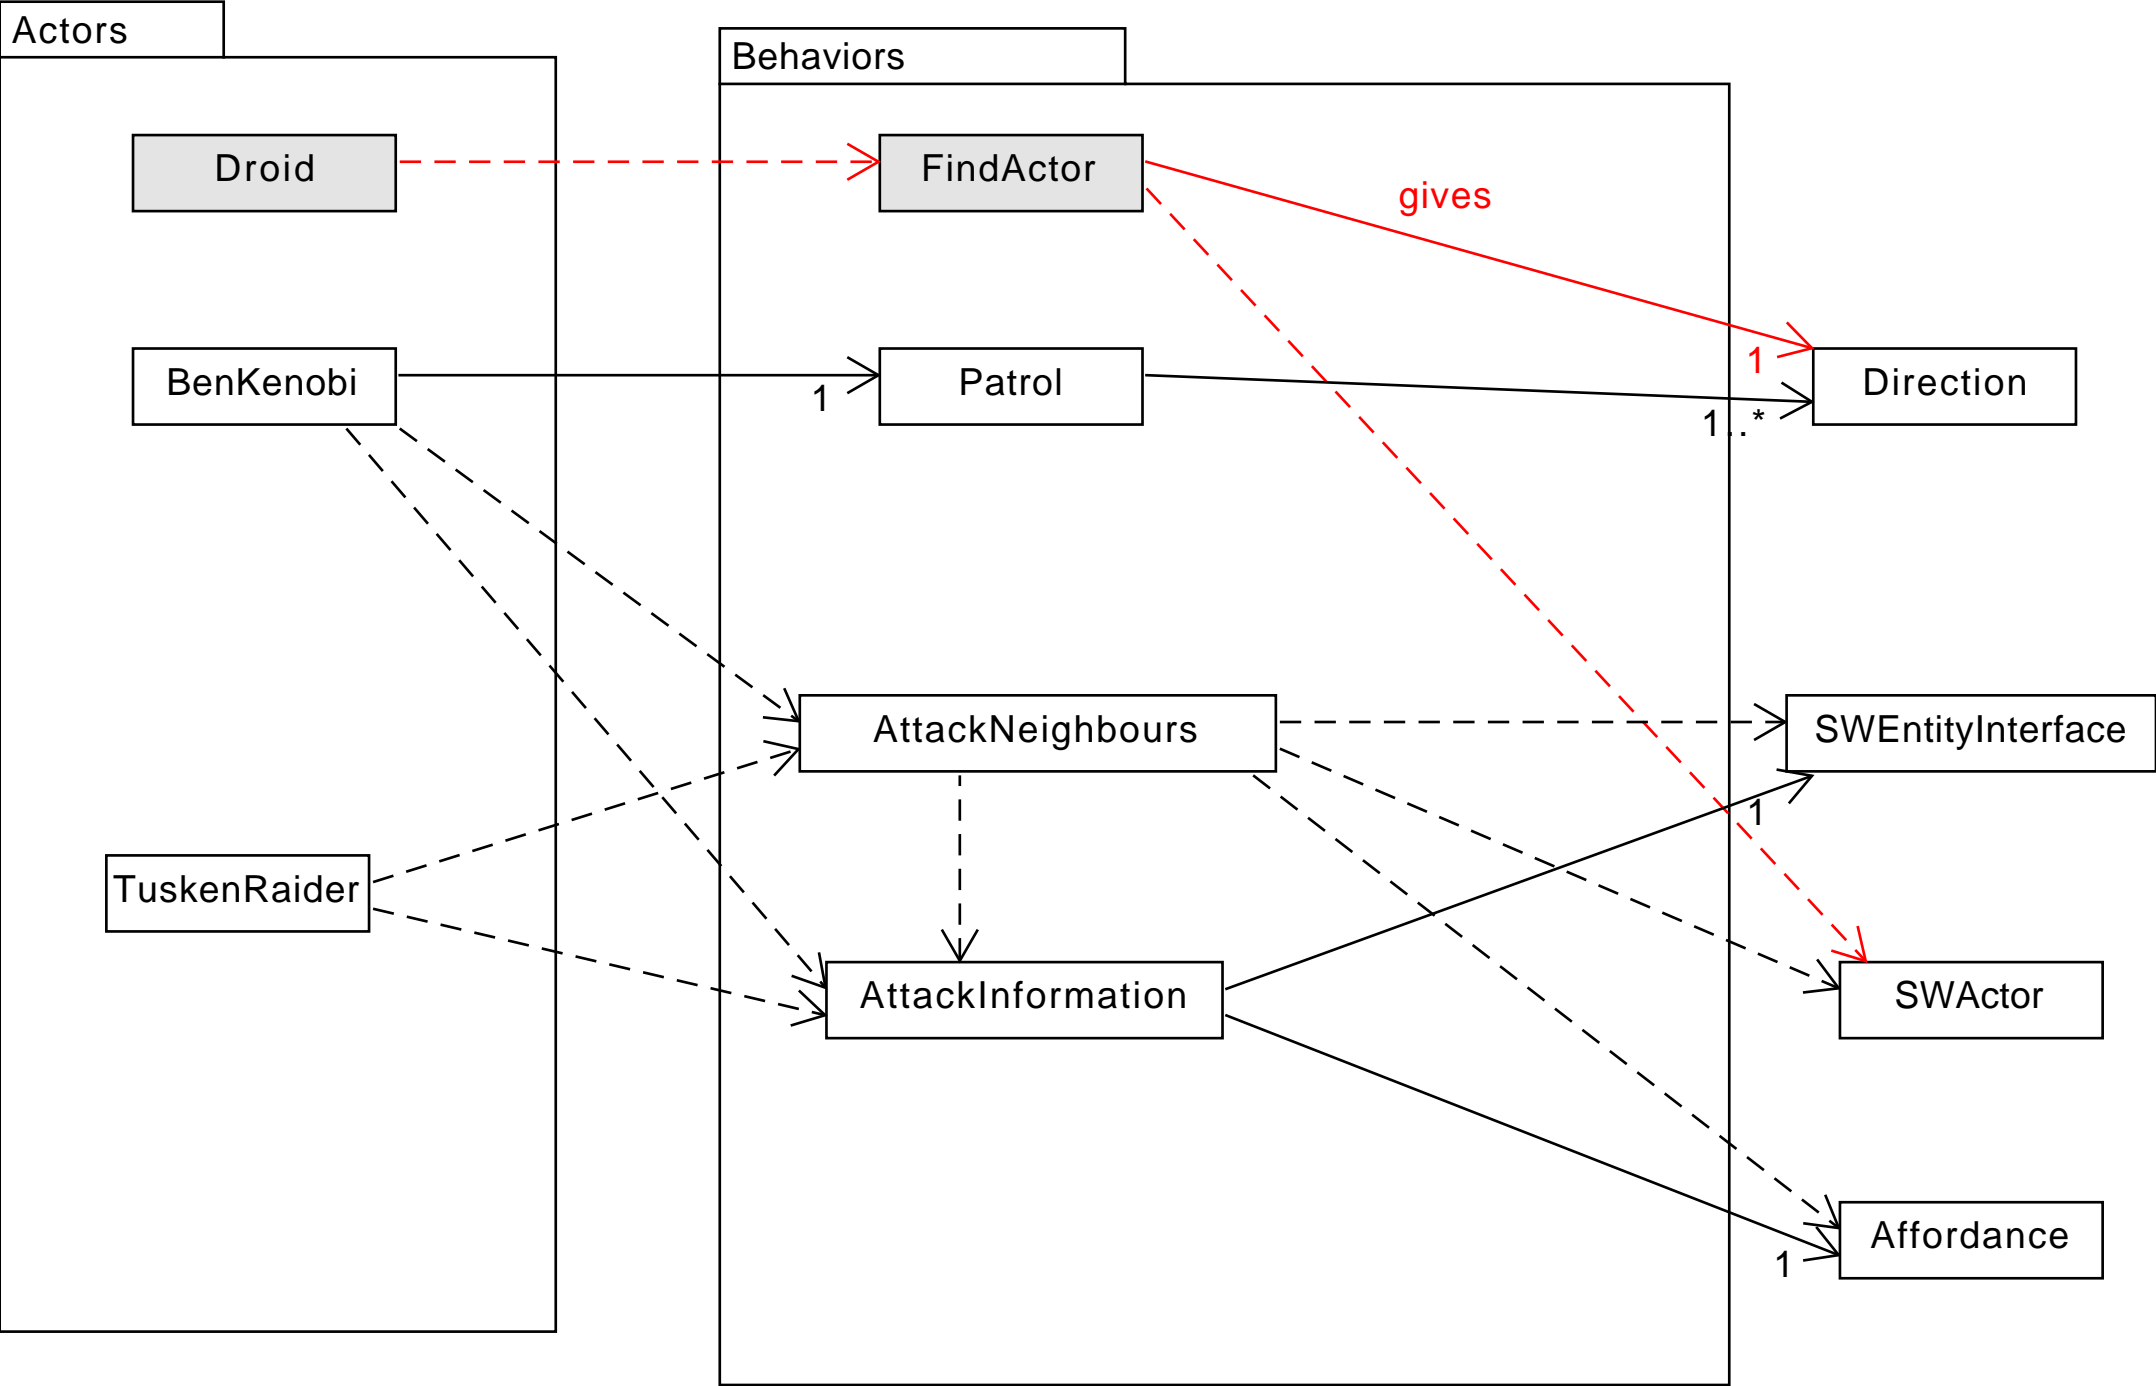 Actors
Behaviors
Droid
FindActor
gives
BenKenobi
1
Patrol
1
Direction
1..*
AttackNeighbours
SWEntityInterface
1
TuskenRaider
AttackInformation
SWActor
Affordance
1